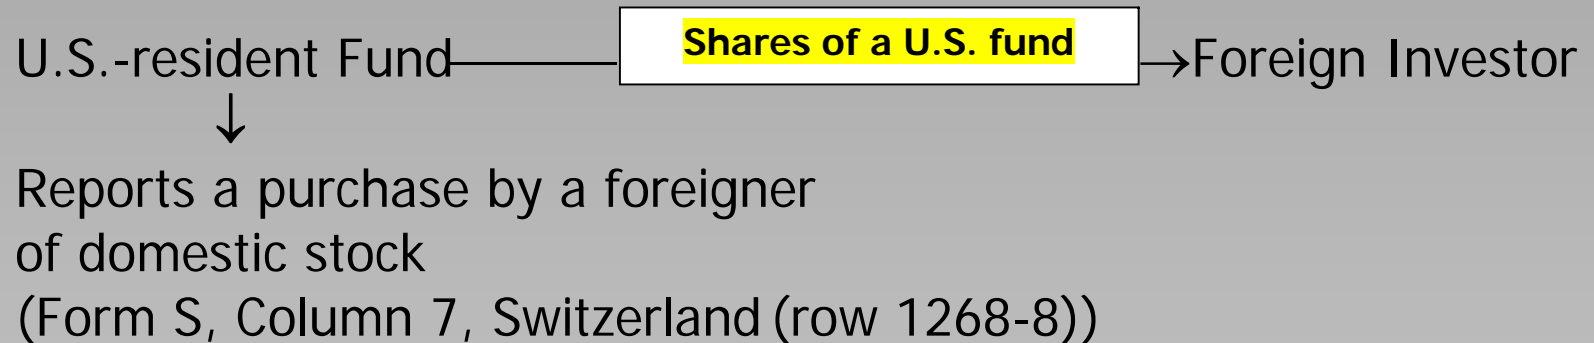 U.S.-resident Fund Shares of a U.S. fund →Foreign Investor
↓
Reports a purchase by a foreigner
of domestic stock
(Form S, Column 7, Switzerland (row 1268-8))